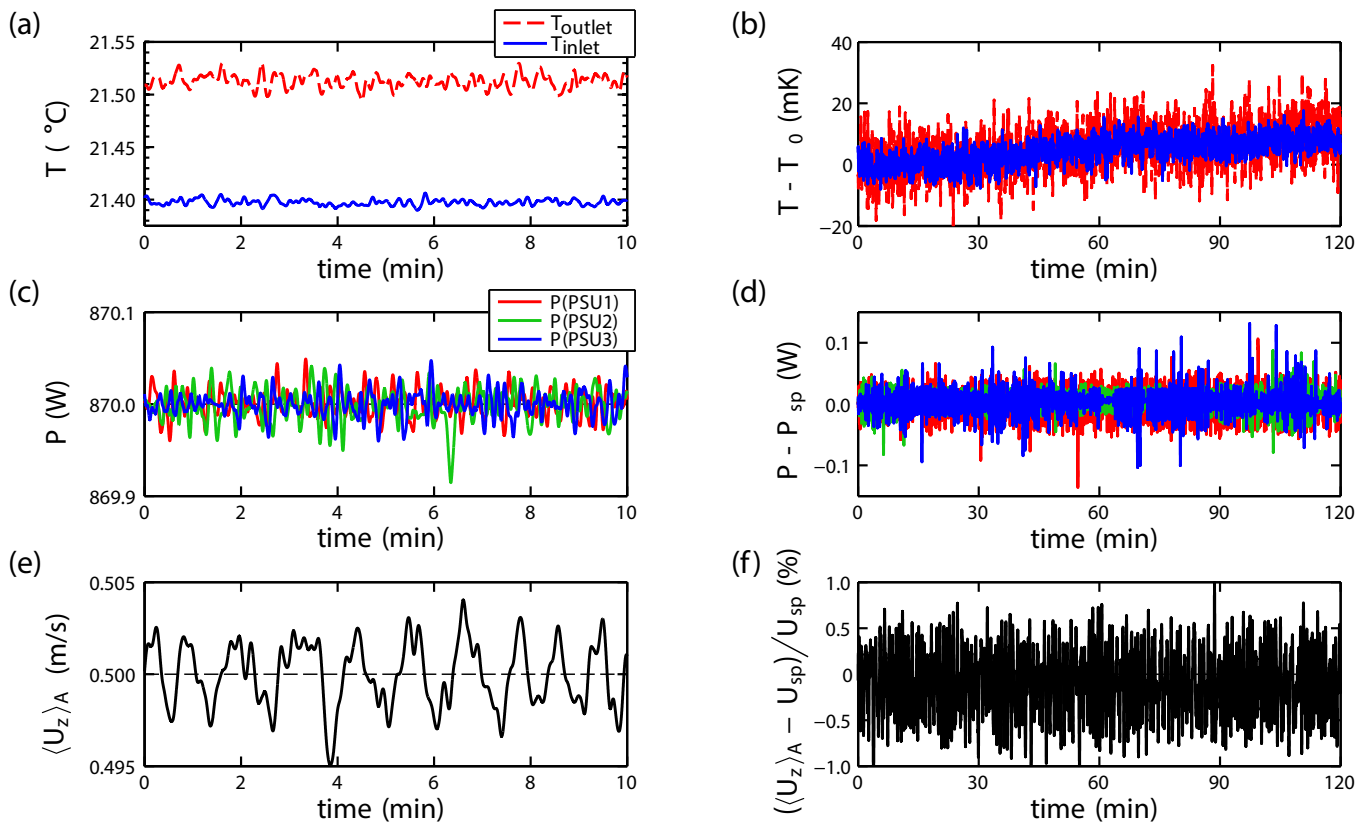 (a)
T_outlet
T_inlet
21.55
21.50
21.45
21.40
T ( °C)
0 2 4 6 8 10
time (min)
(b)
40
20
0
−20
T - T_0 (mK)
0 30 60 90 120
time (min)
(c)
P(PSU1)
P(PSU2)
P(PSU3)
870.1
870.0
869.9
P (W)
0 2 4 6 8 10
time (min)
(d)
0.1
0.0
−0.1
P - P_sp (W)
0 30 60 90 120
time (min)
(e)
0.505
0.500
0.495
⟨U_z⟩_A (m/s)
0 2 4 6 8 10
time (min)
(f)
1.0
0.5
0
−0.5
−1.0
(⟨U_z⟩_A − U_sp)/U_sp (%)
0 30 60 90 120
time (min)